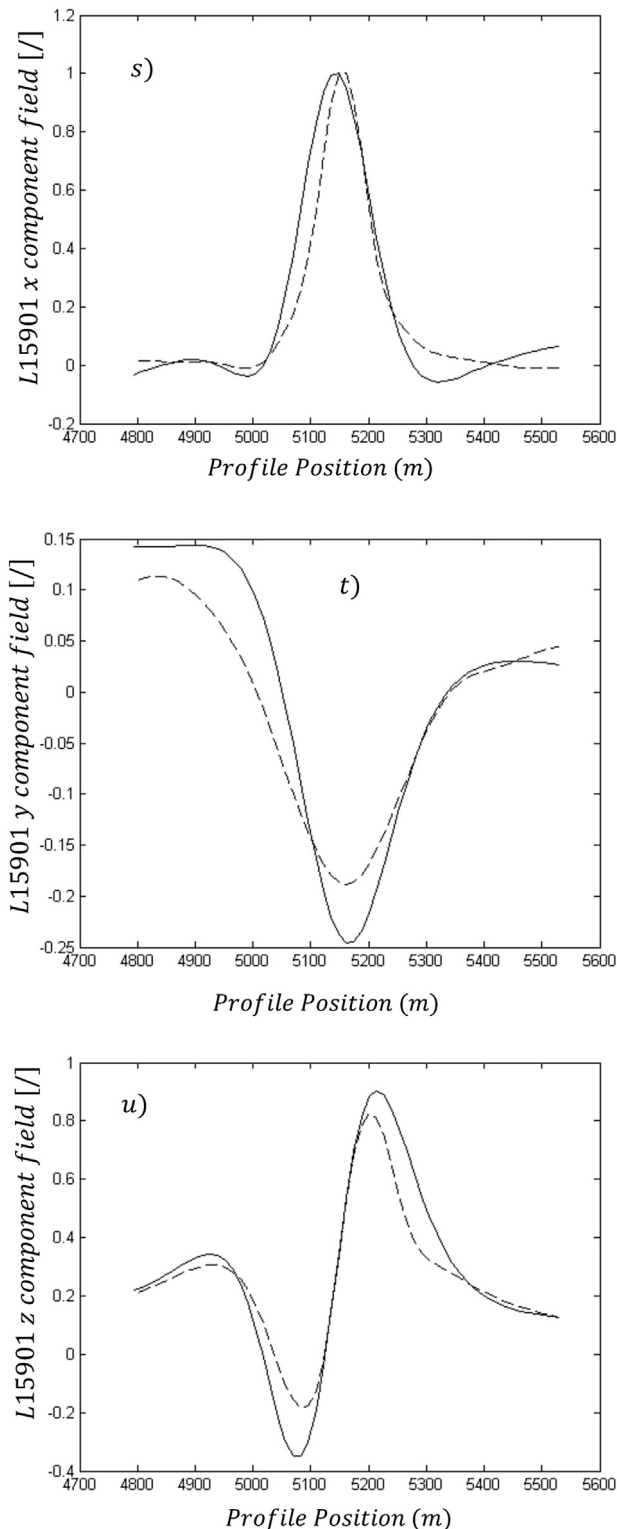 1.2
s)
1
0.8
0.6
0.4
0.2
0
-0.2
4700 4800 4900 5000 5100 5200 5300 5400 5500 5600
L15901 x component field [/]
Profile Position (m)
0.15
t)
0.1
0.05
0
-0.05
-0.1
-0.15
-0.2
-0.25
4700 4800 4900 5000 5100 5200 5300 5400 5500 5600
L15901 y component field [/]
Profile Position (m)
1
u)
0.8
0.6
0.4
0.2
0
-0.2
-0.4
4700 4800 4900 5000 5100 5200 5300 5400 5500 5600
L15901 z component field [/]
Profile Position (m)